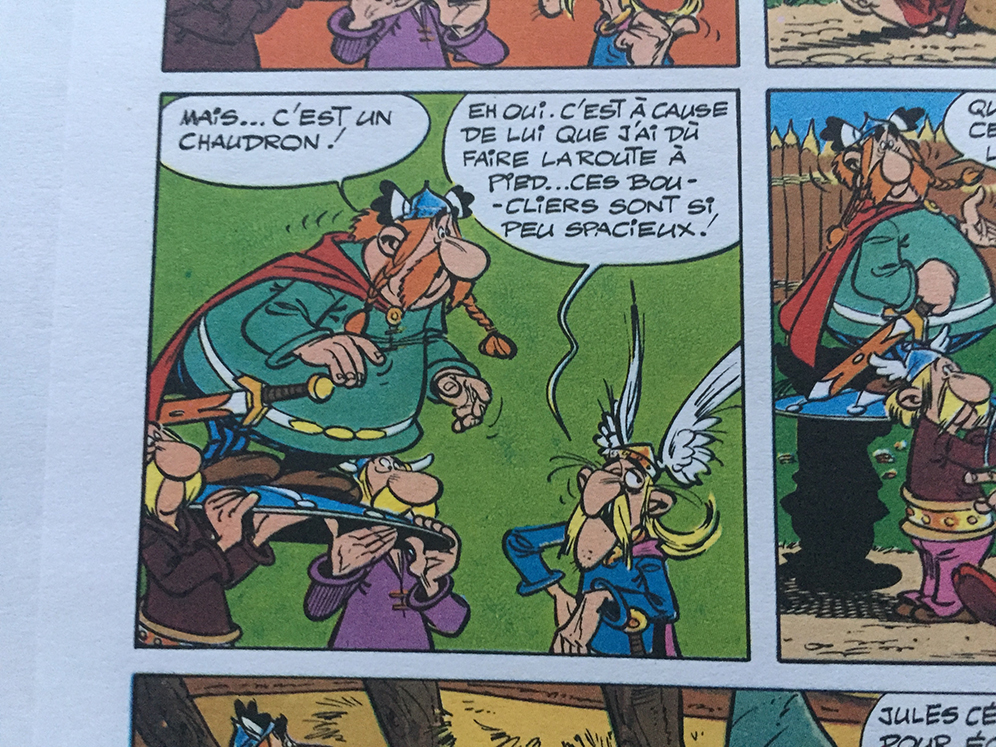 MAIS... C'EST UN
CHAUDRON!
EH OUI. C'EST À CAUSE
DE LUI QUE J'AI DÛ
FAIRE LA ROUTE À
PIED... CES BOU-
-CLIERS SONT SI
PEU SPACIEUX!
JULES CÉ
POUR